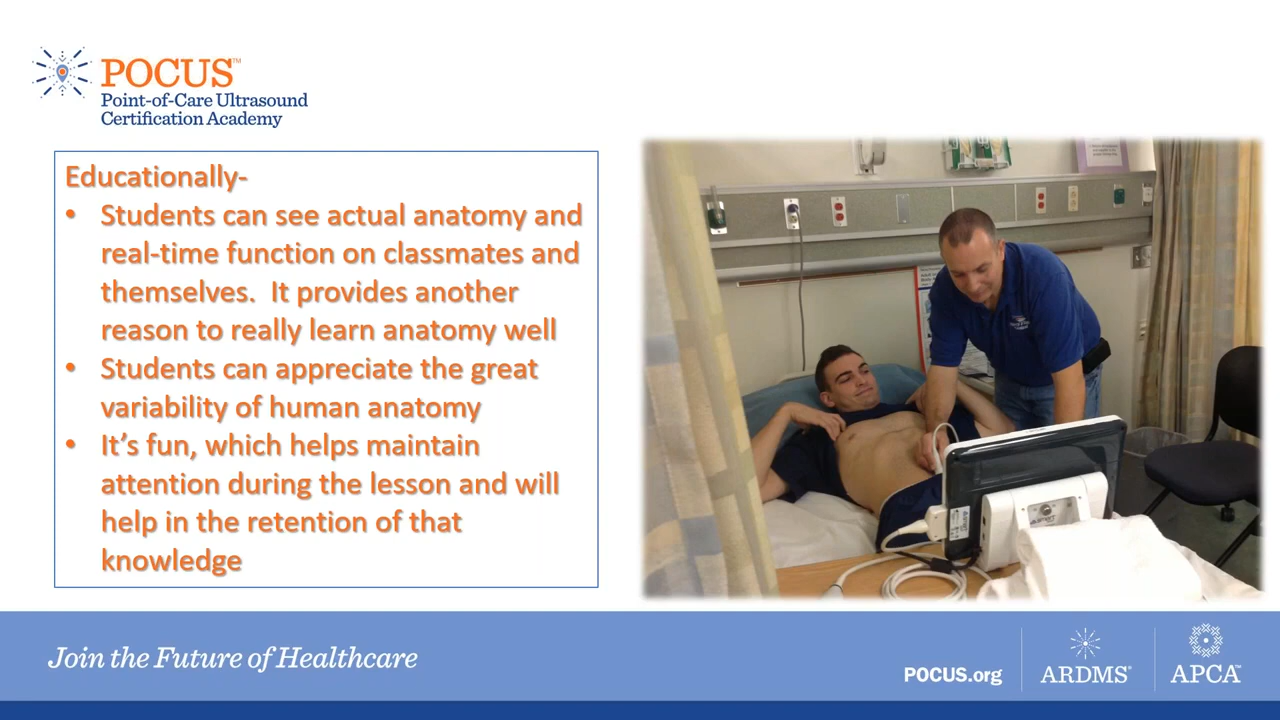 POCUS™
Point-of-Care Ultrasound
Certification Academy
Educationally-
• Students can see actual anatomy and
real-time function on classmates and
themselves.  It provides another
reason to really learn anatomy well
• Students can appreciate the great
variability of human anatomy
• It’s fun, which helps maintain
attention during the lesson and will
help in the retention of that
knowledge
Join the Future of Healthcare
POCUS.org
ARDMS®
APCA™